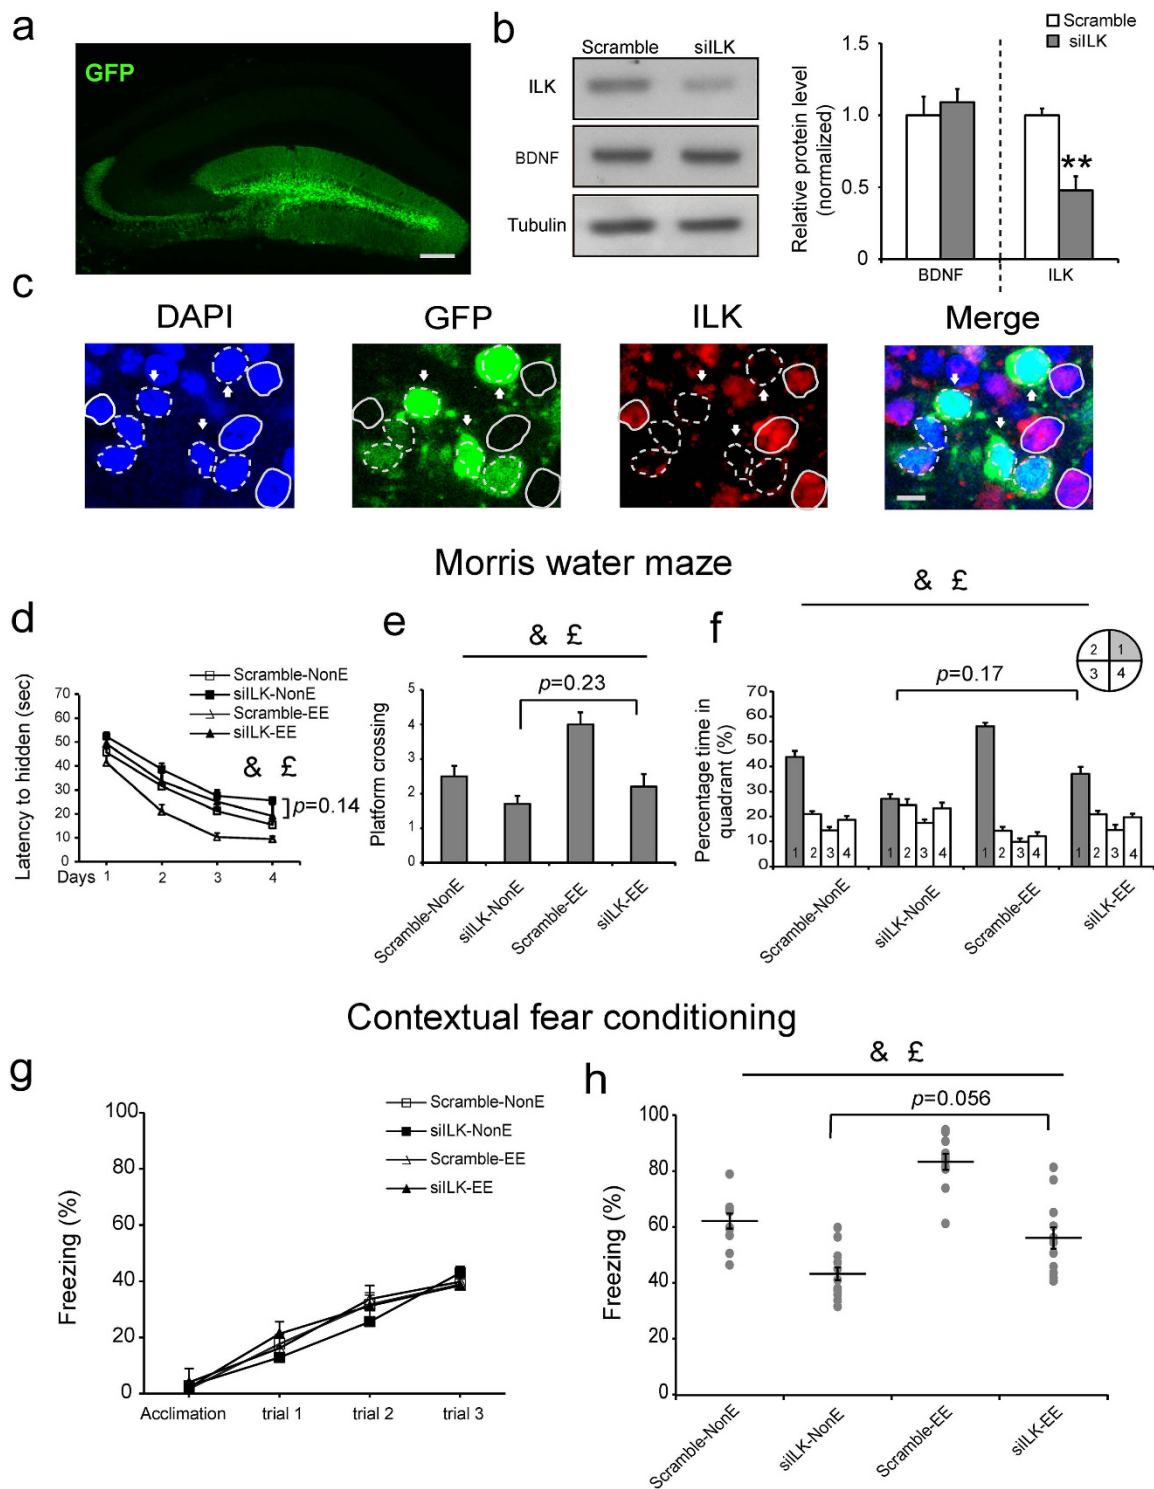 a
GFP
b
Scramble siILK
ILK
BDNF
Tubulin
Scramble
siILK
Relative protein level
(normalized)
1.5
1.0
0.5
0
**
BDNF ILK
c
DAPI GFP ILK Merge
Morris water maze
d
Latency to hidden (sec)
70
60
50
40
30
20
10
0
Days 1 2 3 4
Scramble-NonE
siILK-NonE
Scramble-EE
siILK-EE
& £
p=0.14
e
& £
p=0.23
Platform crossing
5
4
3
2
1
0
Scramble-NonE
siILK-NonE
Scramble-EE
siILK-EE
f
& £
2 1
3 4
p=0.17
Percentage time in
quadrant (%)
70
60
50
40
30
20
10
0
1 2 3 4 1 2 3 4 1 2 3 4 1 2 3 4
Scramble-NonE
siILK-NonE
Scramble-EE
siILK-EE
Contextual fear conditioning
g
Freezing (%)
100
80
60
40
20
0
Acclimation trial 1 trial 2 trial 3
Scramble-NonE
siILK-NonE
Scramble-EE
siILK-EE
h
& £
p=0.056
Freezing (%)
100
80
60
40
20
0
Scramble-NonE
siILK-NonE
Scramble-EE
siILK-EE